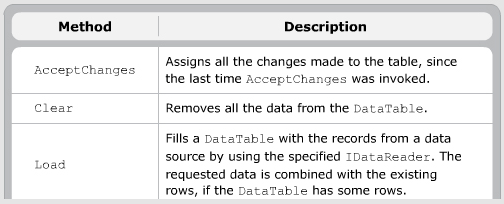 Method Description
AcceptChanges
Assigns all the changes made to the table, since
the last time AcceptChanges was invoked.
Clear
Removes all the data from the DataTable.
Load
Fills a DataTable with the records from a data
source by using the specified IDataReader. The
requested data is combined with the existing
rows, if the DataTable has some rows.